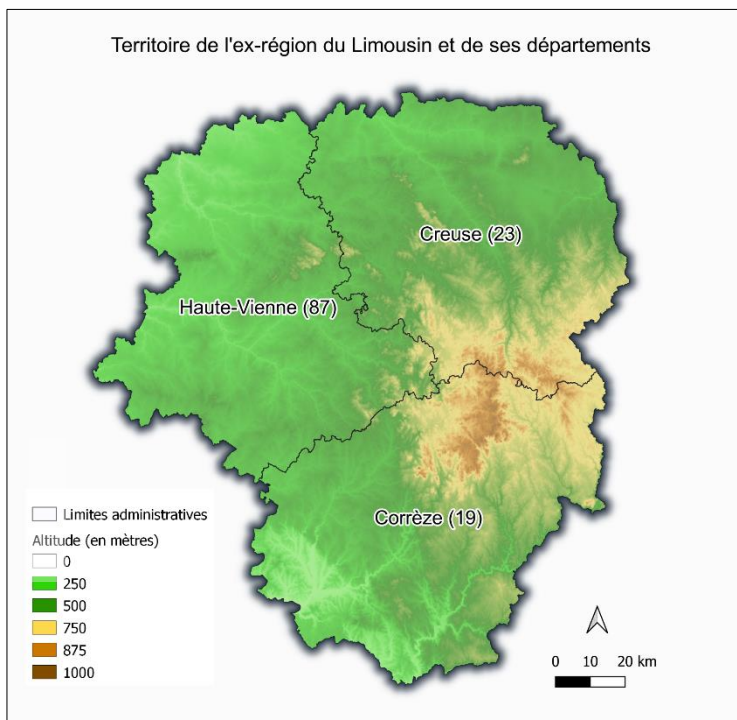 Territoire de l'ex-région du Limousin et de ses départements
Creuse (23)
Haute-Vienne (87)
Corrèze (19)
Limites administratives
Altitude (en mètres)
0
250
500
750
875
1000
0 10 20 km